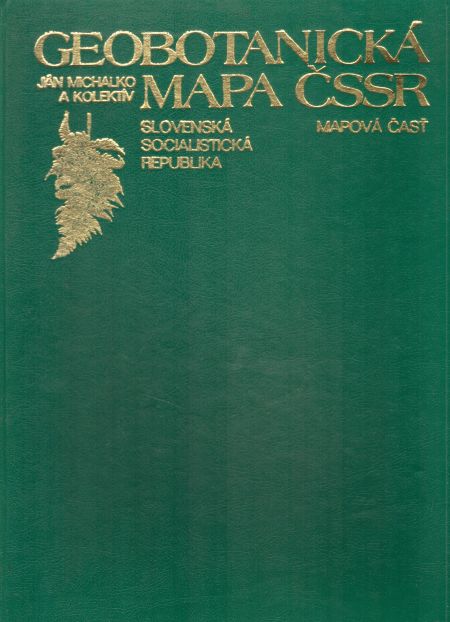 GEOBOTANICKÁ
JÁN MICHALKO
A KOLEKTÍV
MAPA ČSSR
SLOVENSKÁ
SOCIALISTICKÁ
REPUBLIKA
MAPOVÁ ČASŤ